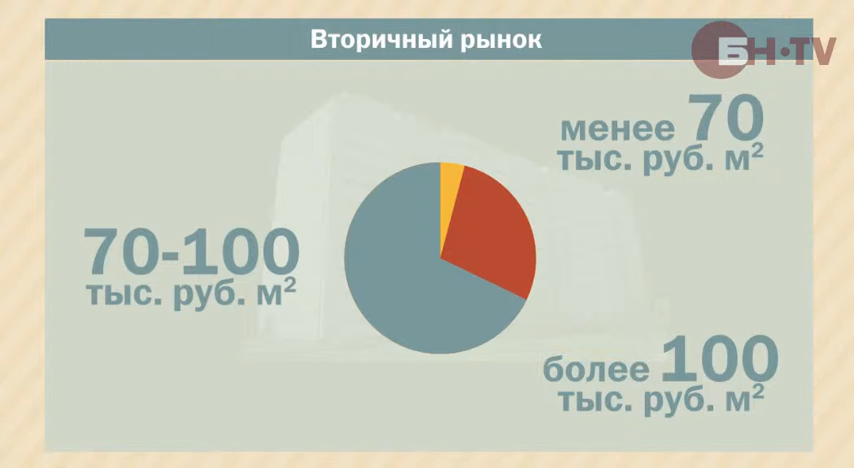 Вторичный рынок
БН·TV
менее 70
тыс. руб. м²
70-100
тыс. руб. м²
более 100
тыс. руб. м²